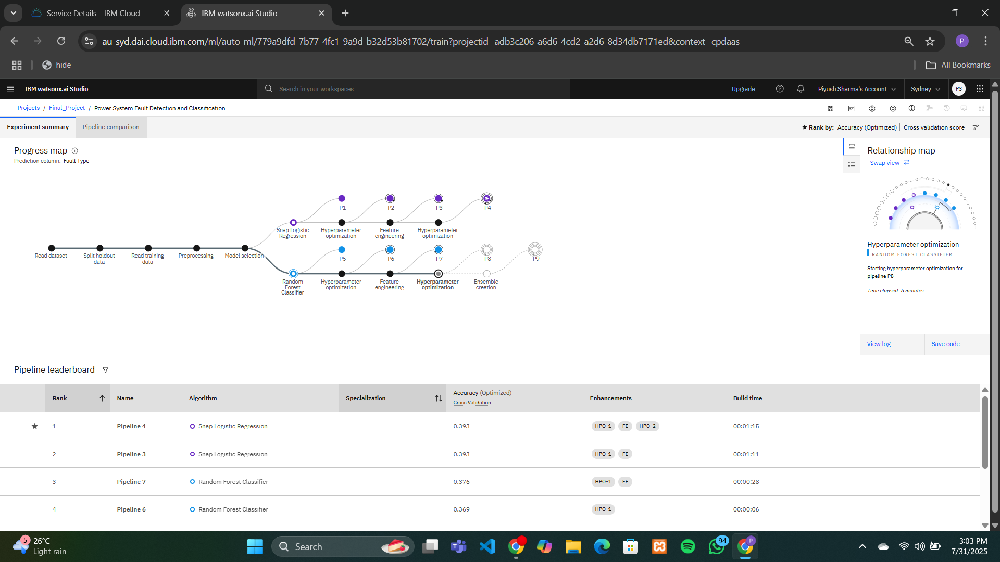 Service Details - IBM Cloud
IBM watsonx.ai Studio
au-syd.dai.cloud.ibm.com/ml/auto-ml/779a9dfd-7b77-4fc1-9a9d-b32d53b81702/train?projectid=adb3c206-a6d6-4cd2-a2d6-8d34db7171ed&context=cpdaas
P
hide
All Bookmarks
IBM watsonx.ai Studio
Search in your workspaces
Upgrade
Piyush Sharma's Account
Sydney
PS
Projects / Final_Project / Power System Fault Detection and Classification
Experiment summary
Pipeline comparison
Rank by: Accuracy (Optimized) | Cross validation score
Progress map
Prediction column: Fault Type
P1
P2
P3
P4
Snap Logistic
Regression
Hyperparameter
optimization
Feature
engineering
Hyperparameter
optimization
Read dataset
Split holdout
data
Read training
data
Preprocessing
Model selection
P5
P6
P7
P8
P9
Random
Forest
Classifier
Hyperparameter
optimization
Feature
engineering
Hyperparameter
optimization
Ensemble
creation
Relationship map
Swap view
Hyperparameter optimization
RANDOM FOREST CLASSIFIER
Starting hyperparameter optimization for
pipeline P8
Time elapsed: 5 minutes
View log
Save code
Pipeline leaderboard
Rank
Name
Algorithm
Specialization
Accuracy (Optimized)
Cross Validation
Enhancements
Build time
1 Pipeline 4 Snap Logistic Regression 0.393 HPO-1 FE HPO-2 00:01:15
2 Pipeline 3 Snap Logistic Regression 0.393 HPO-1 FE 00:01:11
3 Pipeline 7 Random Forest Classifier 0.376 HPO-1 FE 00:00:28
4 Pipeline 6 Random Forest Classifier 0.369 HPO-1 00:00:06
5
26°C
Light rain
Search
94
P
3:03 PM
7/31/2025